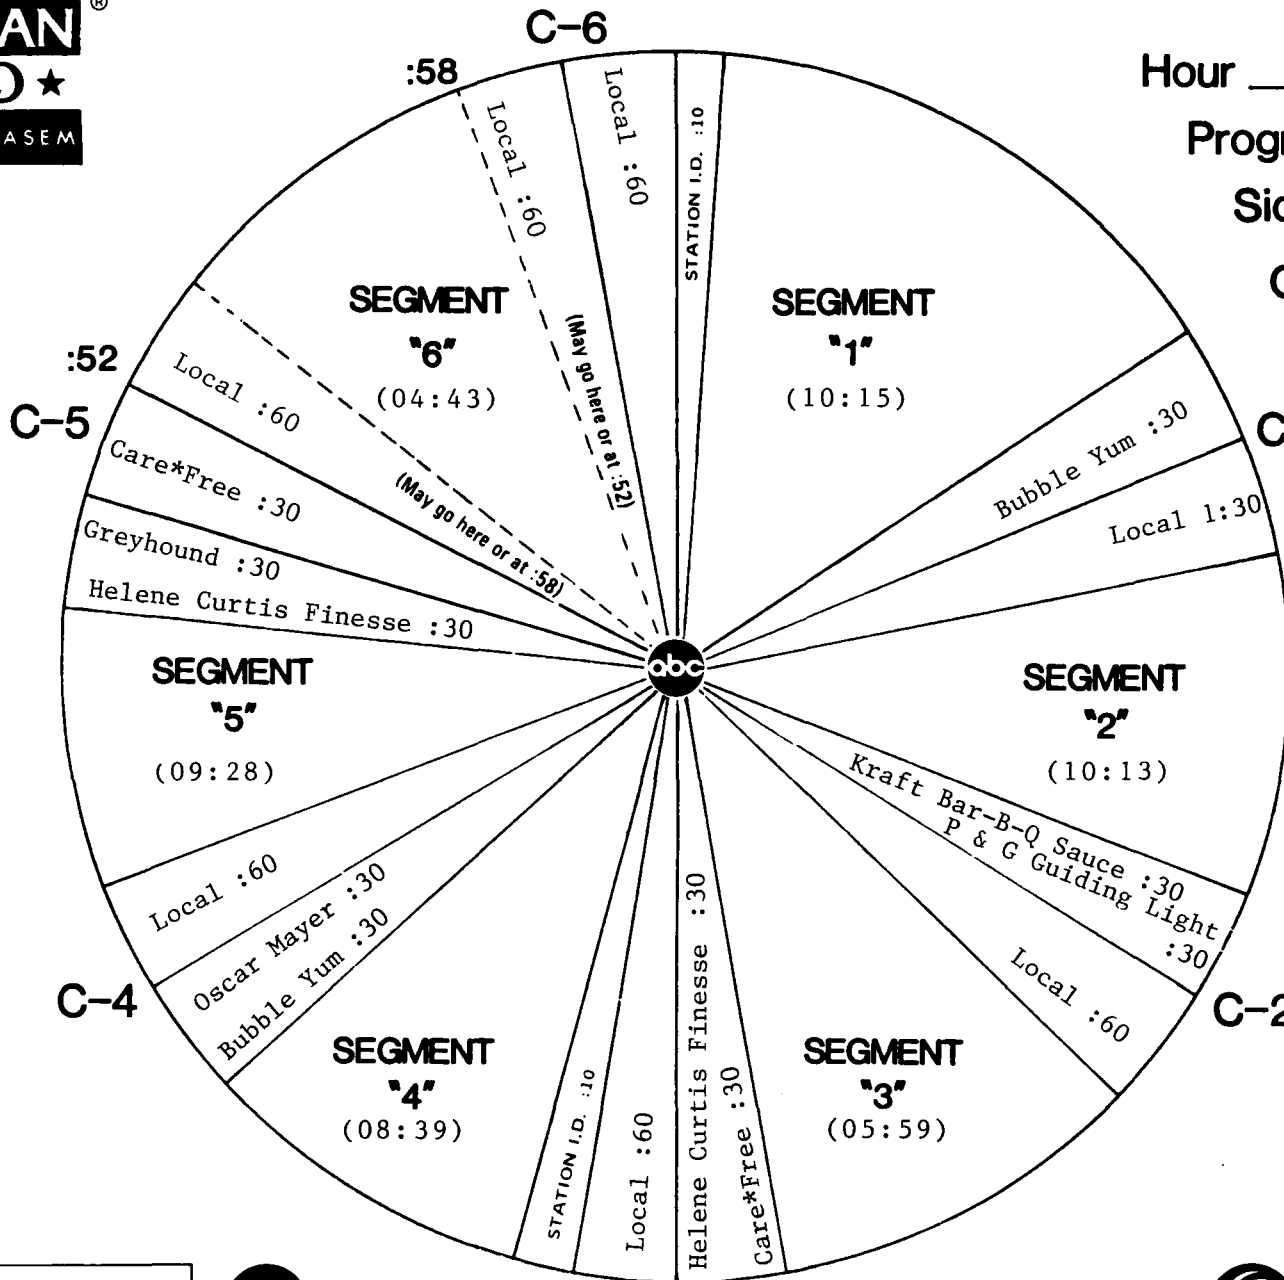 AN ®
★
ASEM
C-6
:58
Hour
Local :60
Local :60
STATION I.D. :10
SEGMENT
"6"
(04:43)
(May go here or at :52)
SEGMENT
"1"
(10:15)
:52
C-5
Local :60
(May go here or at :58)
Care*Free :30
Greyhound :30
Helene Curtis Finesse :30
Bubble Yum :30
Local 1:30
abc
SEGMENT
"5"
(09:28)
SEGMENT
"2"
(10:13)
Kraft Bar-B-Q Sauce :30
P & G Guiding Light
:30
Local :60
C-2
Local :60
Oscar Mayer :30
Bubble Yum :30
C-4
SEGMENT
"4"
(08:39)
STATION I.D. :10
Local :60
Helene Curtis Finesse :30
Care*Free :30
SEGMENT
"3"
(05:59)